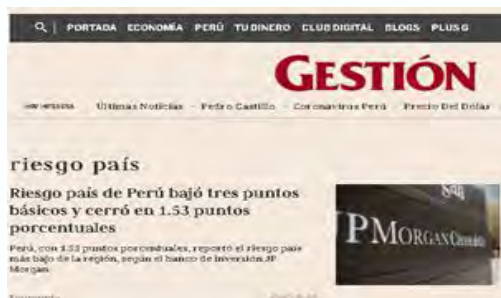 PORTADA ECONOMÍA PERÚ TU DINERO CLUB DIGITAL BLOGS PLUS G
GESTIÓN
Últimas Noticias - Pedro Castillo - Coronavirus Perú - Precio Del Dólar
riesgo país
Riesgo país de Perú bajó tres puntos
básicos y cerró en 1.53 puntos
porcentuales
Perú, con 1.53 puntos porcentuales, reportó el riesgo país
más bajo de la región, según el banco de inversión JP
Morgan
JPMORGAN CHASE & CO